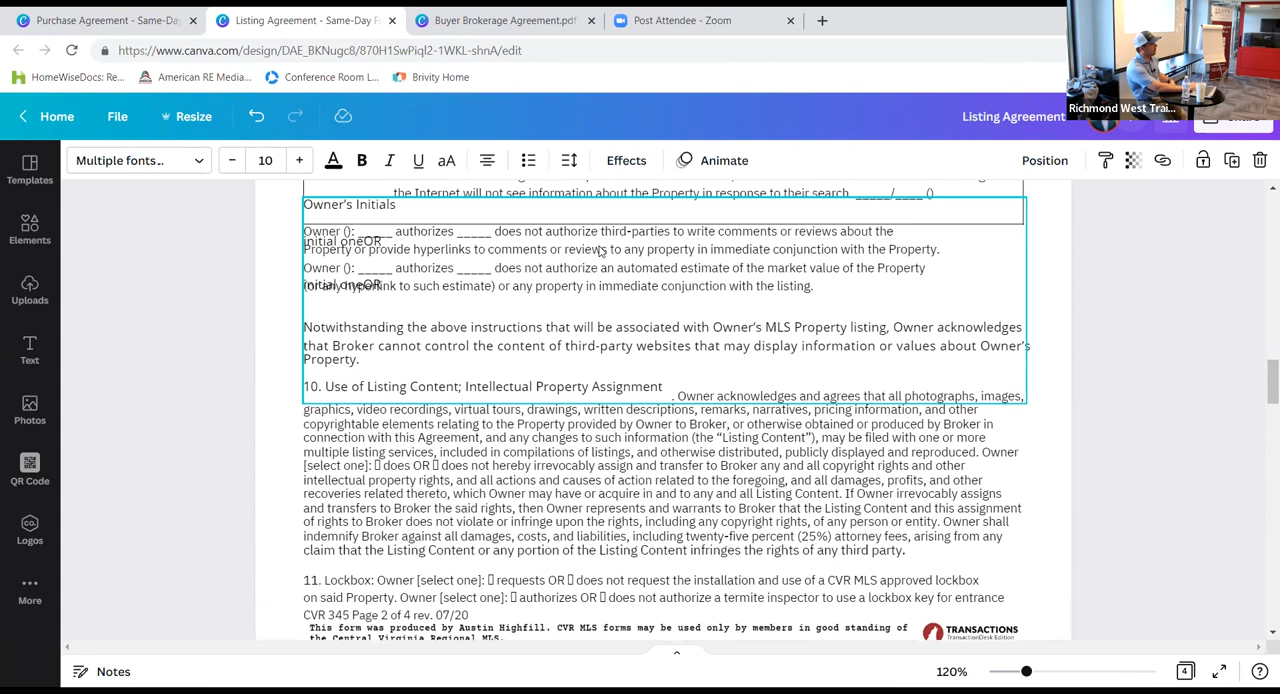 Purchase Agreement - Same-Day
Listing Agreement - Same-Day F
Buyer Brokerage Agreement.pdf
Post Attendee - Zoom
https://www.canva.com/design/DAE_BKNugc8/870H1SwPiqI2-1WKL-shnA/edit
HomeWiseDocs: Re...
American RE Media...
Conference Room L...
Brivity Home
Richmond West Trai...
Home
File
Resize
Listing Agreement
Multiple fonts...
10
A B I U aA
Effects
Animate
Position
Templates
Elements
Uploads
Text
Photos
QR Code
Logos
More
the Internet will not see information about the Property in response to their search. _____/____ ()
Owner's Initials
Owner (): _____ authorizes _____ does not authorize third-parties to write comments or reviews about the
initial oneOR
Property or provide hyperlinks to comments or reviews to any property in immediate conjunction with the Property.
Owner (): _____ authorizes _____ does not authorize an automated estimate of the market value of the Property
initial oneOR
(or any hyperlink to such estimate) or any property in immediate conjunction with the listing.
Notwithstanding the above instructions that will be associated with Owner's MLS Property listing, Owner acknowledges
that Broker cannot control the content of third-party websites that may display information or values about Owner's
Property.
10. Use of Listing Content; Intellectual Property Assignment
. Owner acknowledges and agrees that all photographs, images,
graphics, video recordings, virtual tours, drawings, written descriptions, remarks, narratives, pricing information, and other
copyrightable elements relating to the Property provided by Owner to Broker, or otherwise obtained or produced by Broker in
connection with this Agreement, and any changes to such information (the “Listing Content”), may be filed with one or more
multiple listing services, included in compilations of listings, and otherwise distributed, publicly displayed and reproduced. Owner
[select one]: ▯ does OR ▯ does not hereby irrevocably assign and transfer to Broker any and all copyright rights and other
intellectual property rights, and all actions and causes of action related to the foregoing, and all damages, profits, and other
recoveries related thereto, which Owner may have or acquire in and to any and all Listing Content. If Owner irrevocably assigns
and transfers to Broker the said rights, then Owner represents and warrants to Broker that the Listing Content and this assignment
of rights to Broker does not violate or infringe upon the rights, including any copyright rights, of any person or entity. Owner shall
indemnify Broker against all damages, costs, and liabilities, including twenty-five percent (25%) attorney fees, arising from any
claim that the Listing Content or any portion of the Listing Content infringes the rights of any third party.
11. Lockbox: Owner [select one]: ▯ requests OR ▯ does not request the installation and use of a CVR MLS approved lockbox
on said Property. Owner [select one]: ▯ authorizes OR ▯ does not authorize a termite inspector to use a lockbox key for entrance
CVR 345 Page 2 of 4 rev. 07/20
This form was produced by Austin Highfill. CVR MLS forms may be used only by members in good standing of
the Central Virginia Regional MLS.
TRANSACTIONS
TransactionDesk Edition
Notes
120%
4